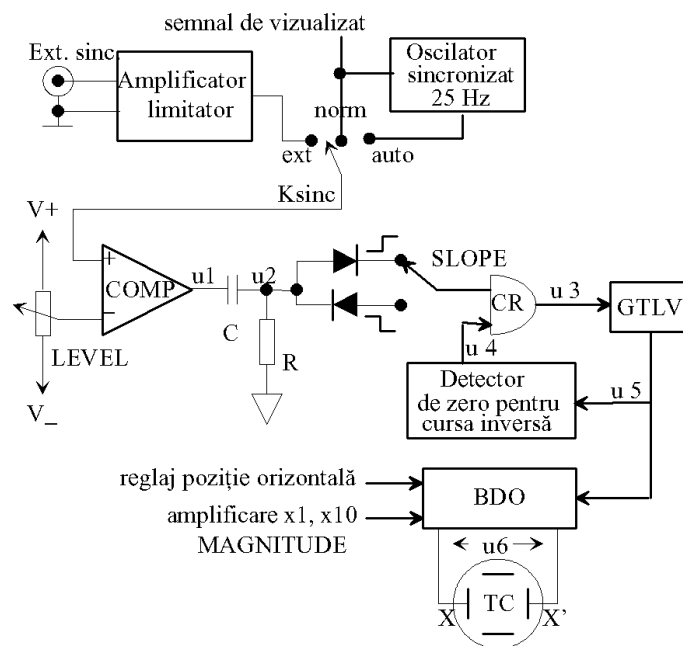 semnal de vizualizat
Ext. sinc.
Amplificator
limitator
Oscilator
sincronizat
25 Hz
norm
ext
auto
Ksinc
V+
+
COMP
_
u1
u2
SLOPE
CR
u 3
GTLV
LEVEL
C
R
u 4
V_
Detector
de zero pentru
cursa inversă
u 5
reglaj poziţie orizontală
BDO
amplificare x1, x10
MAGNITUDE
u6
X
TC
X'